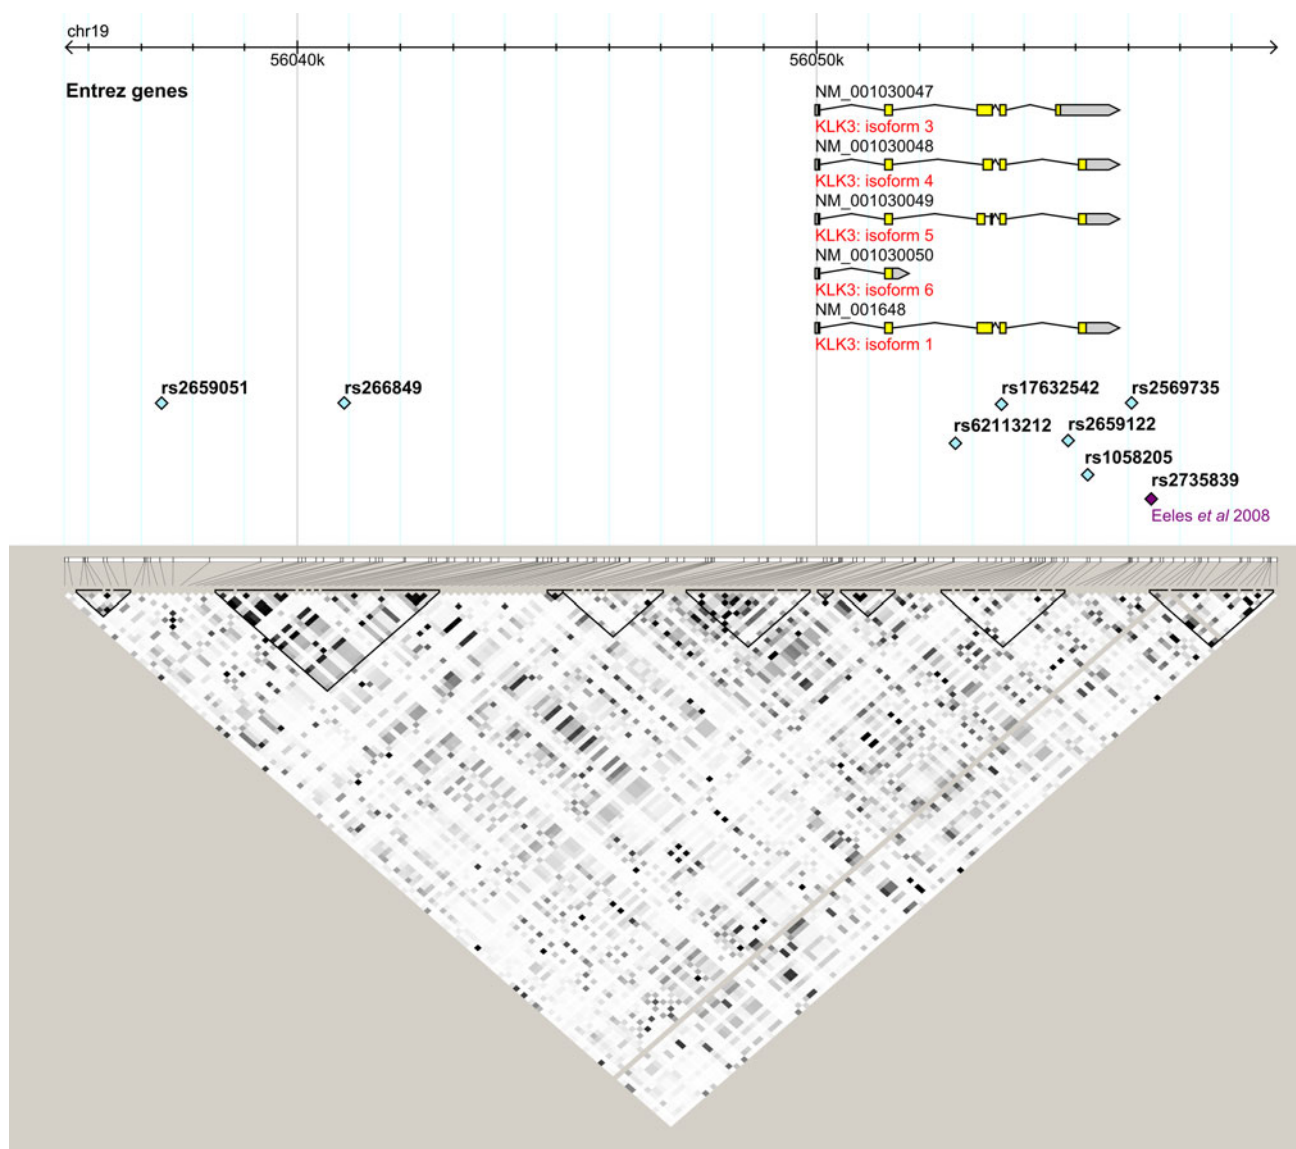 chr19
56040k
56050k
Entrez genes
NM_001030047
KLK3: isoform 3
NM_001030048
KLK3: isoform 4
NM_001030049
KLK3: isoform 5
NM_001030050
KLK3: isoform 6
NM_001648
KLK3: isoform 1
rs2659051
rs266849
rs17632542
rs2569735
rs62113212
rs2659122
rs1058205
rs2735839
Eeles et al 2008